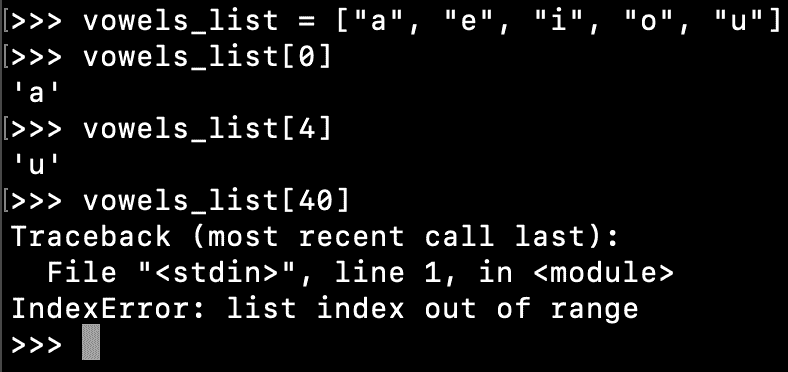 [>>> vowels_list = ["a", "e", "i", "o", "u"]
[>>> vowels_list[0]
'a'
[>>> vowels_list[4]
'u'
[>>> vowels_list[40]
Traceback (most recent call last):
  File "<stdin>", line 1, in <module>
IndexError: list index out of range
>>>